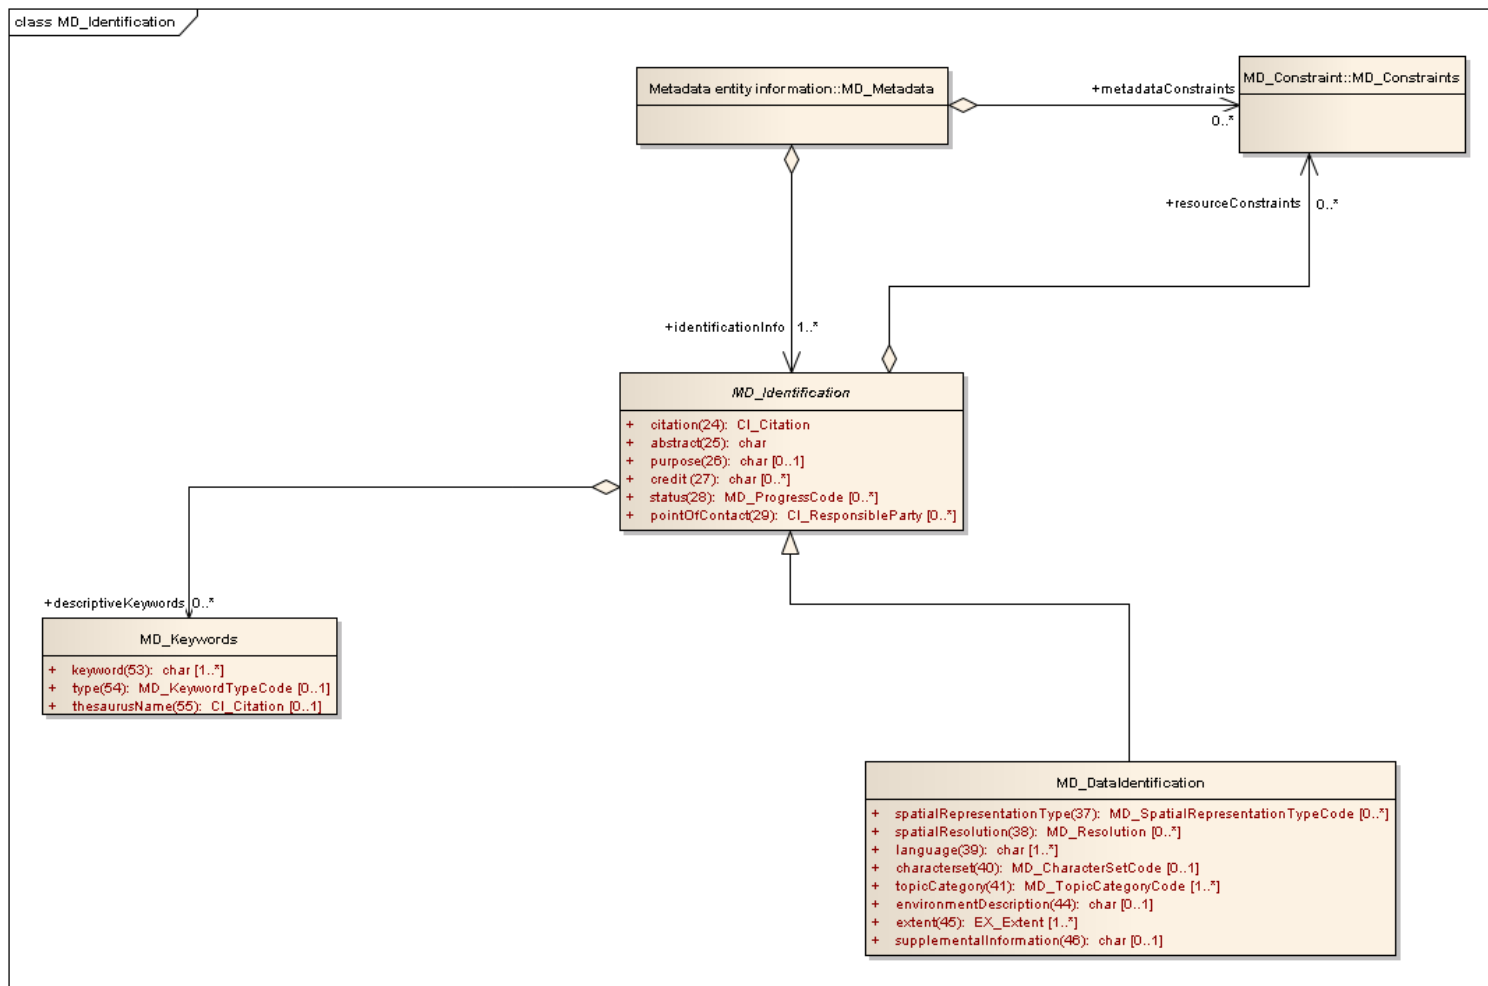 class MD_Identification
Metadata entity information::MD_Metadata
MD_Constraint::MD_Constraints
+metadataConstraints
0..*
+resourceConstraints
0..*
+identificationInfo
1..*
MD_Identification
+ citation(24): CI_Citation
+ abstract(25): char
+ purpose(26): char [0..1]
+ credit (27): char [0..*]
+ status(28): MD_ProgressCode [0..*]
+ pointOfContact(29): CI_ResponsibleParty [0..*]
+descriptiveKeywords
0..*
MD_Keywords
+ keyword(53): char [1..*]
+ type(54): MD_KeywordTypeCode [0..1]
+ thesaurusName(55): CI_Citation [0..1]
MD_DataIdentification
+ spatialRepresentationType(37): MD_SpatialRepresentationTypeCode [0..*]
+ spatialResolution(38): MD_Resolution [0..*]
+ language(39): char [1..*]
+ characterset(40): MD_CharacterSetCode [0..1]
+ topicCategory(41): MD_TopicCategoryCode [1..*]
+ environmentDescription(44): char [0..1]
+ extent(45): EX_Extent [1..*]
+ supplementalInformation(46): char [0..1]